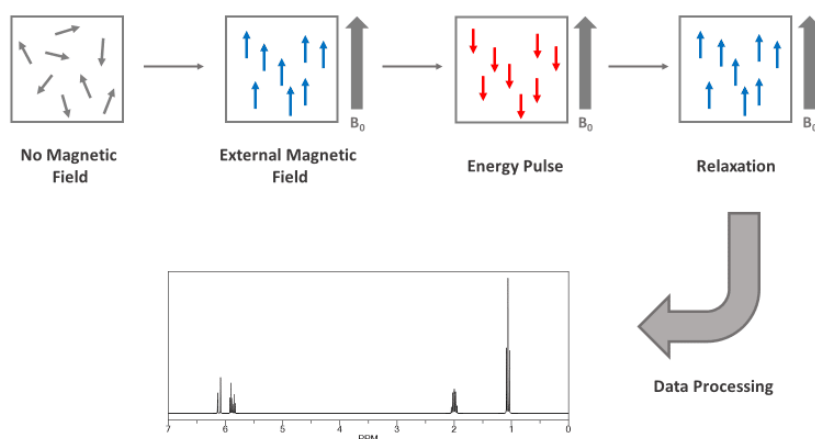 B0
B0
B0
No Magnetic
Field
External Magnetic
Field
Energy Pulse
Relaxation
7 6 5 4 3 2 1 0
PPM
Data Processing